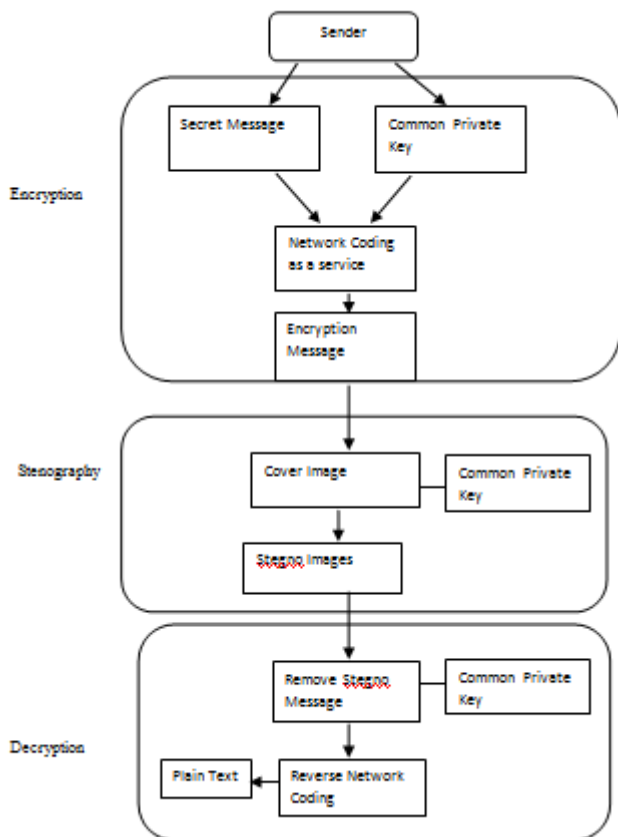 Sender
Secret Message
Common Private
Key
Encryption
Network Coding
as a service
Encryption
Message
Stenography
Cover Image
Common Private
Key
Stegno Images
Remove Stegno
Message
Common Private
Key
Decryption
Plain Text
Reverse Network
Coding